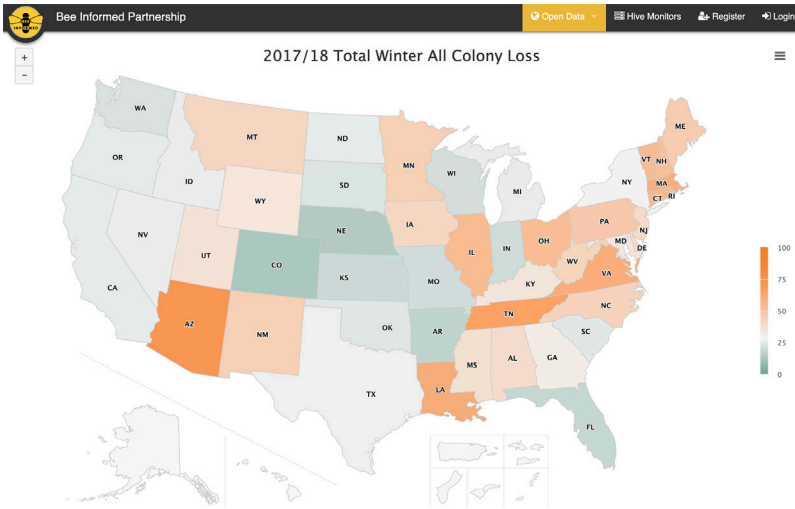 BEE
INFORMED
Bee Informed Partnership
Open Data
Hive Monitors
Register
Login
+
−
2017/18 Total Winter All Colony Loss
WA
MT
ND
MN
ME
OR
ID
SD
WI
VT
NH
WY
MI
NY
MA
CT
RI
NE
IA
PA
NJ
NV
UT
CO
IL
IN
OH
MD
DE
KS
MO
WV
VA
CA
KY
AZ
NM
OK
AR
TN
NC
SC
MS
AL
GA
TX
LA
FL
100
75
50
25
0